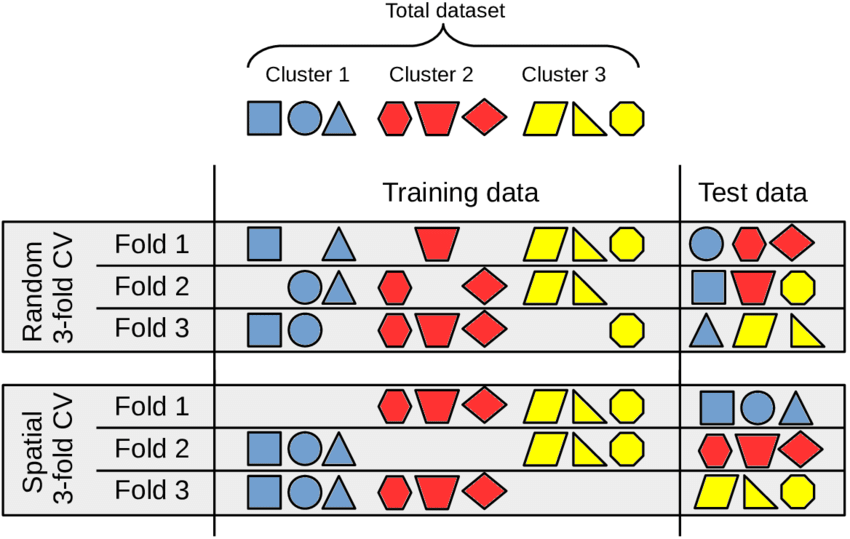 Total dataset
Cluster 1 Cluster 2 Cluster 3
Training data Test data
Random
3-fold CV
Fold 1
Fold 2
Fold 3
Spatial
3-fold CV
Fold 1
Fold 2
Fold 3